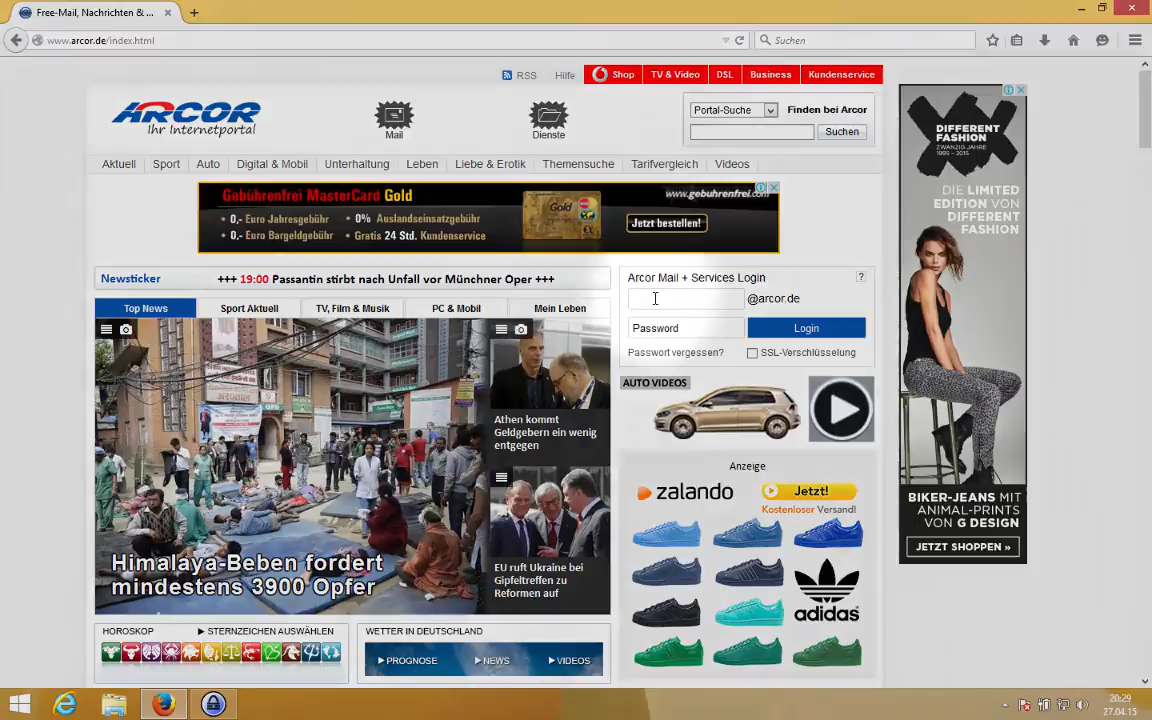 Free-Mail, Nachrichten & ...
www.arcor.de/index.html
Suchen
RSS
Hilfe
Shop
TV & Video
DSL
Business
Kundenservice
ARCOR
Ihr Internetportal
Mail
Dienste
Portal-Suche
Finden bei Arcor
Suchen
Aktuell
Sport
Auto
Digital & Mobil
Unterhaltung
Leben
Liebe & Erotik
Themensuche
Tarifvergleich
Videos
Gebührenfrei MasterCard Gold
• 0,- Euro Jahresgebühr
• 0% Auslandseinsatzgebühr
• 0,- Euro Bargeldgebühr
• Gratis 24 Std. Kundenservice
Gold
www.gebuhrenfrei.com
Jetzt bestellen!
Newsticker
+++ 19:00 Passantin stirbt nach Unfall vor Münchner Oper +++
Top News
Sport Aktuell
TV, Film & Musik
PC & Mobil
Mein Leben
Himalaya-Beben fordert
mindestens 3900 Opfer
Athen kommt
Geldgebern ein wenig
entgegen
EU ruft Ukraine bei
Gipfeltreffen zu
Reformen auf
HOROSKOP
STERNZEICHEN AUSWÄHLEN
WETTER IN DEUTSCHLAND
PROGNOSE
NEWS
VIDEOS
Arcor Mail + Services Login
?
@arcor.de
Password
Login
Passwort vergessen?
SSL-Verschlüsselung
AUTO VIDEOS
Anzeige
zalando
Jetzt!
Kostenloser Versand!
adidas
DIFFERENT
FASHION
ZWANZIG JAHRE
1995 – 2015
DIE LIMITED
EDITION VON
DIFFERENT
FASHION
BIKER-JEANS MIT
ANIMAL-PRINTS
VON G DESIGN
JETZT SHOPPEN »
20:29
27.04.15